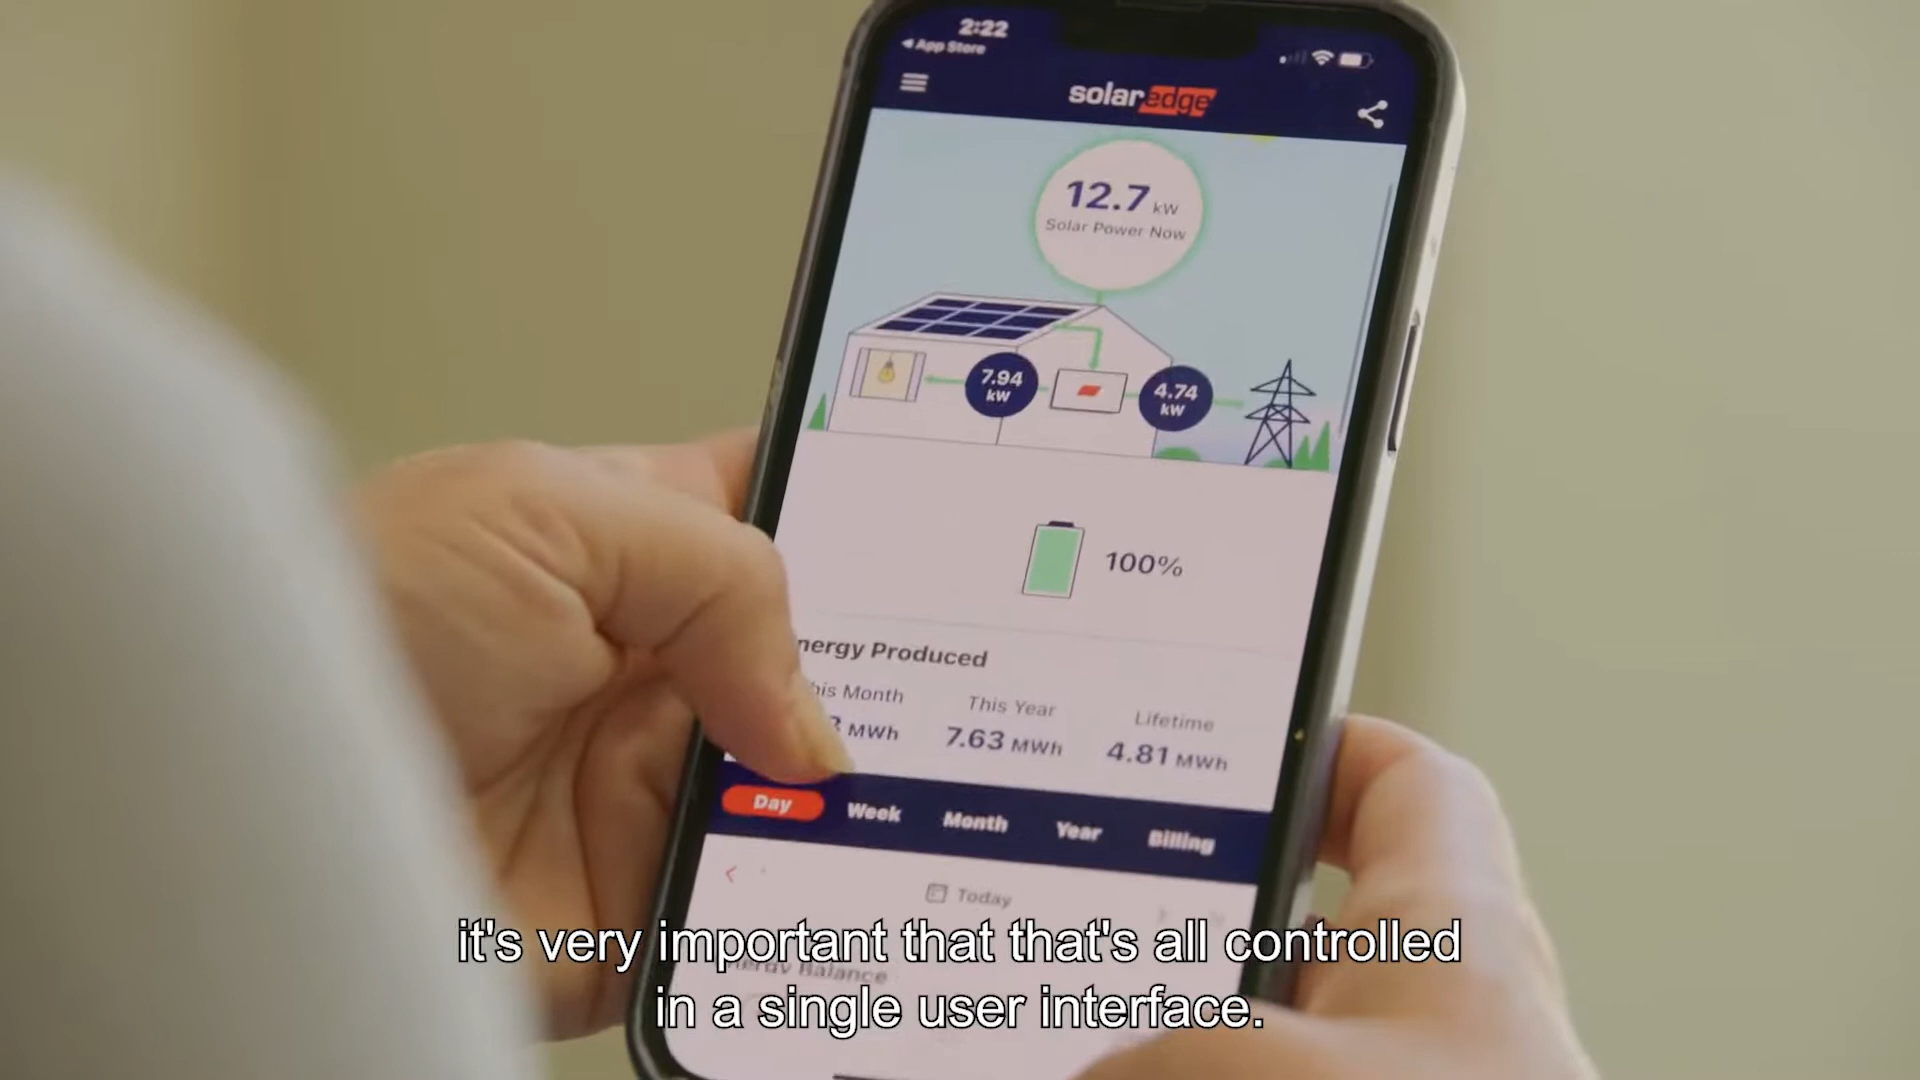 2:22
App Store
solaredge
12.7 kW
Solar Power Now
7.94
kW
4.74
kW
100%
nergy Produced
his Month
This Year
Lifetime
MWh
7.63 MWh
4.81 MWh
Day
Week
Month
Year
Billing
Today
nergy Balance
it's very important that that's all controlled
in a single user interface.